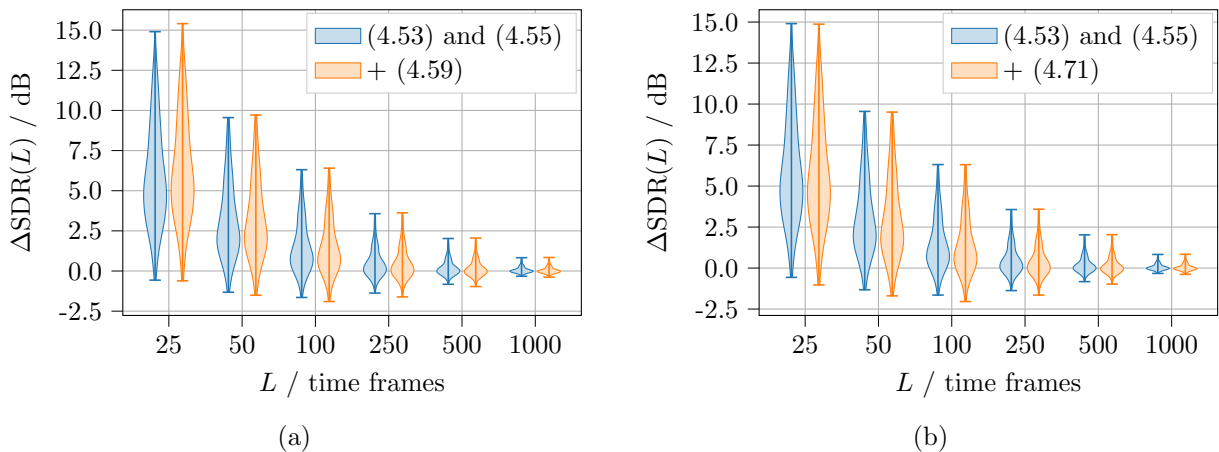 15.0
12.5
10.0
7.5
5.0
2.5
0.0
-2.5
ΔSDR(L) / dB
(4.53) and (4.55)
+ (4.59)
25 50 100 250 500 1000
L / time frames
(a)
15.0
12.5
10.0
7.5
5.0
2.5
0.0
-2.5
ΔSDR(L) / dB
(4.53) and (4.55)
+ (4.71)
25 50 100 250 500 1000
L / time frames
(b)